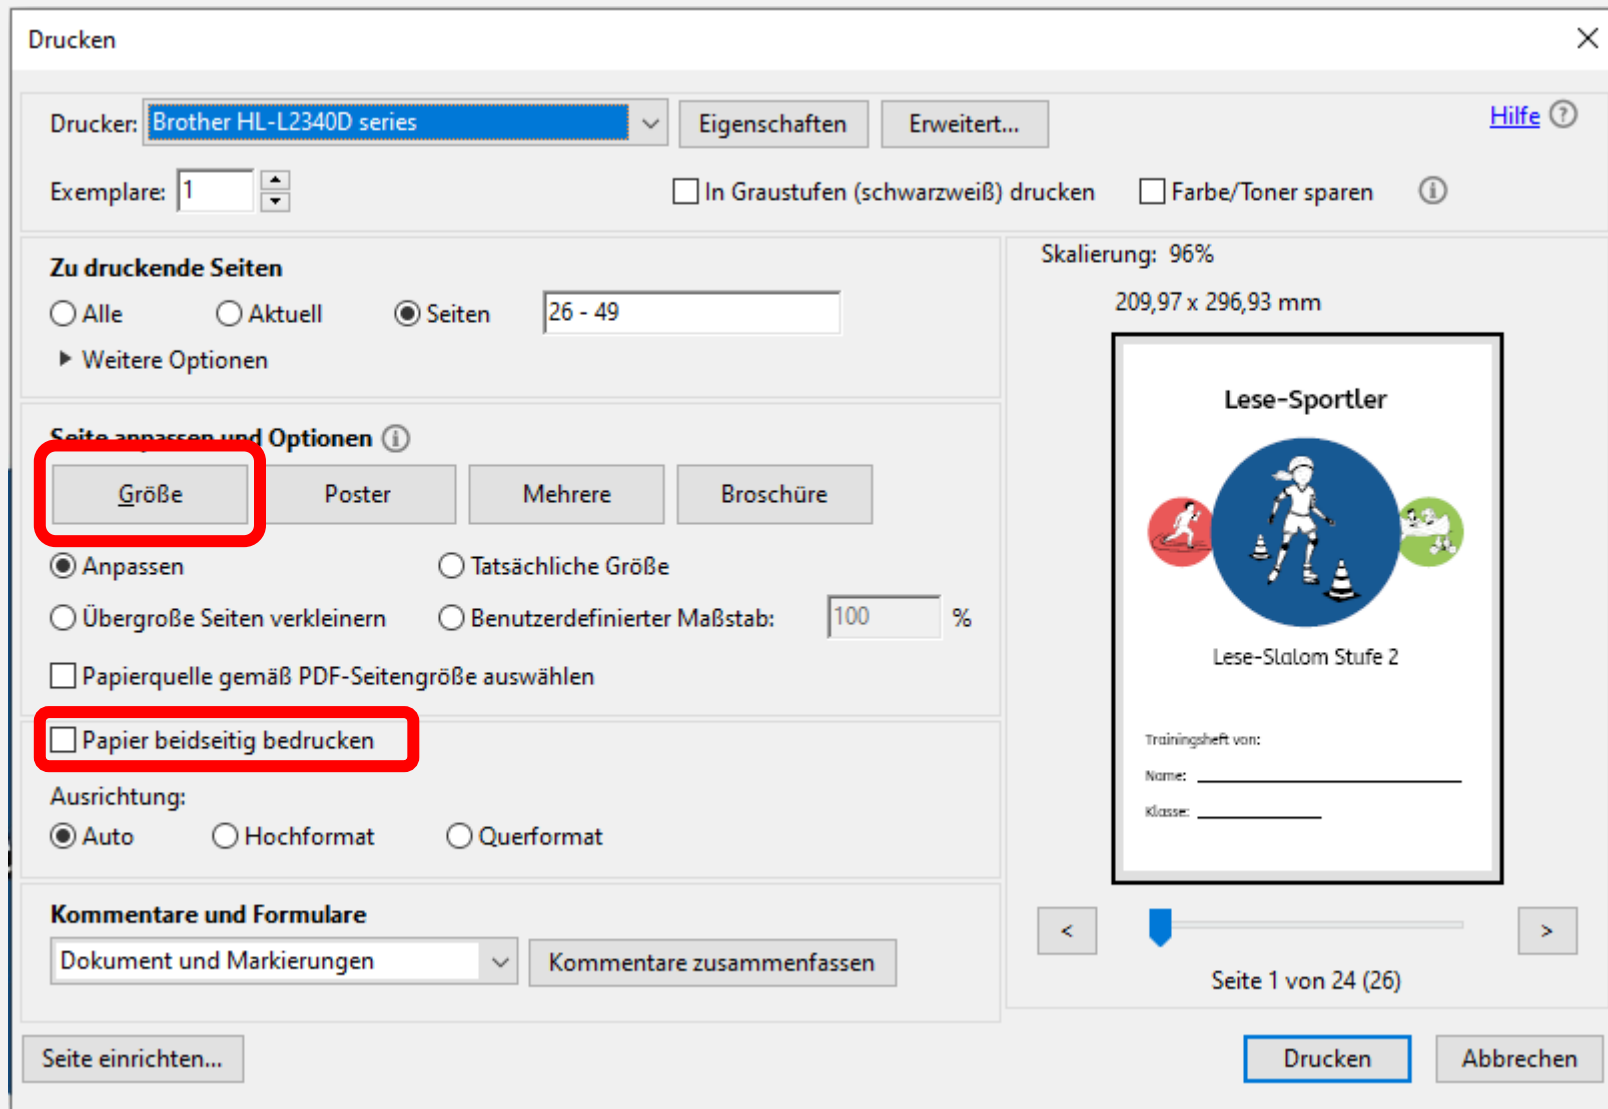 Drucken
Drucker: Brother HL-L2340D series Eigenschaften Erweitert... Hilfe
Exemplare: 1 In Graustufen (schwarzweiß) drucken Farbe/Toner sparen
Zu druckende Seiten
Alle Aktuell Seiten 26 - 49
Weitere Optionen
Seite anpassen und Optionen
Größe Poster Mehrere Broschüre
Anpassen Tatsächliche Größe
Übergroße Seiten verkleinern Benutzerdefinierter Maßstab: 100 %
Papierquelle gemäß PDF-Seitengröße auswählen
Papier beidseitig bedrucken
Ausrichtung:
Auto Hochformat Querformat
Kommentare und Formulare
Dokument und Markierungen Kommentare zusammenfassen
Skalierung: 96%
209,97 x 296,93 mm
Lese-Sportler
Lese-Slalom Stufe 2
Trainingsheft von:
Name:
Klasse:
< >
Seite 1 von 24 (26)
Seite einrichten... Drucken Abbrechen